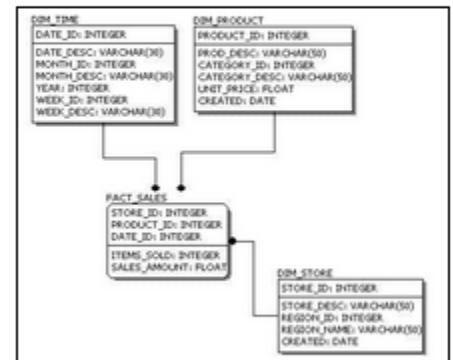 DIM_TIME
DATE_ID: INTEGER
DATE_DESC: VARCHAR(30)
MONTH_ID: INTEGER
MONTH_DESC: VARCHAR(30)
YEAR: INTEGER
WEEK_ID: INTEGER
WEEK_DESC: VARCHAR(30)
DIM_PRODUCT
PRODUCT_ID: INTEGER
PROD_DESC: VARCHAR(50)
CATEGORY_ID: INTEGER
CATEGORY_DESC: VARCHAR(50)
UNIT_PRICE: FLOAT
CREATED: DATE
FACT_SALES
STORE_ID: INTEGER
PRODUCT_ID: INTEGER
DATE_ID: INTEGER
ITEMS_SOLD: INTEGER
SALES_AMOUNT: FLOAT
DIM_STORE
STORE_ID: INTEGER
STORE_DESC: VARCHAR(50)
REGION_ID: INTEGER
REGION_NAME: VARCHAR(50)
CREATED: DATE